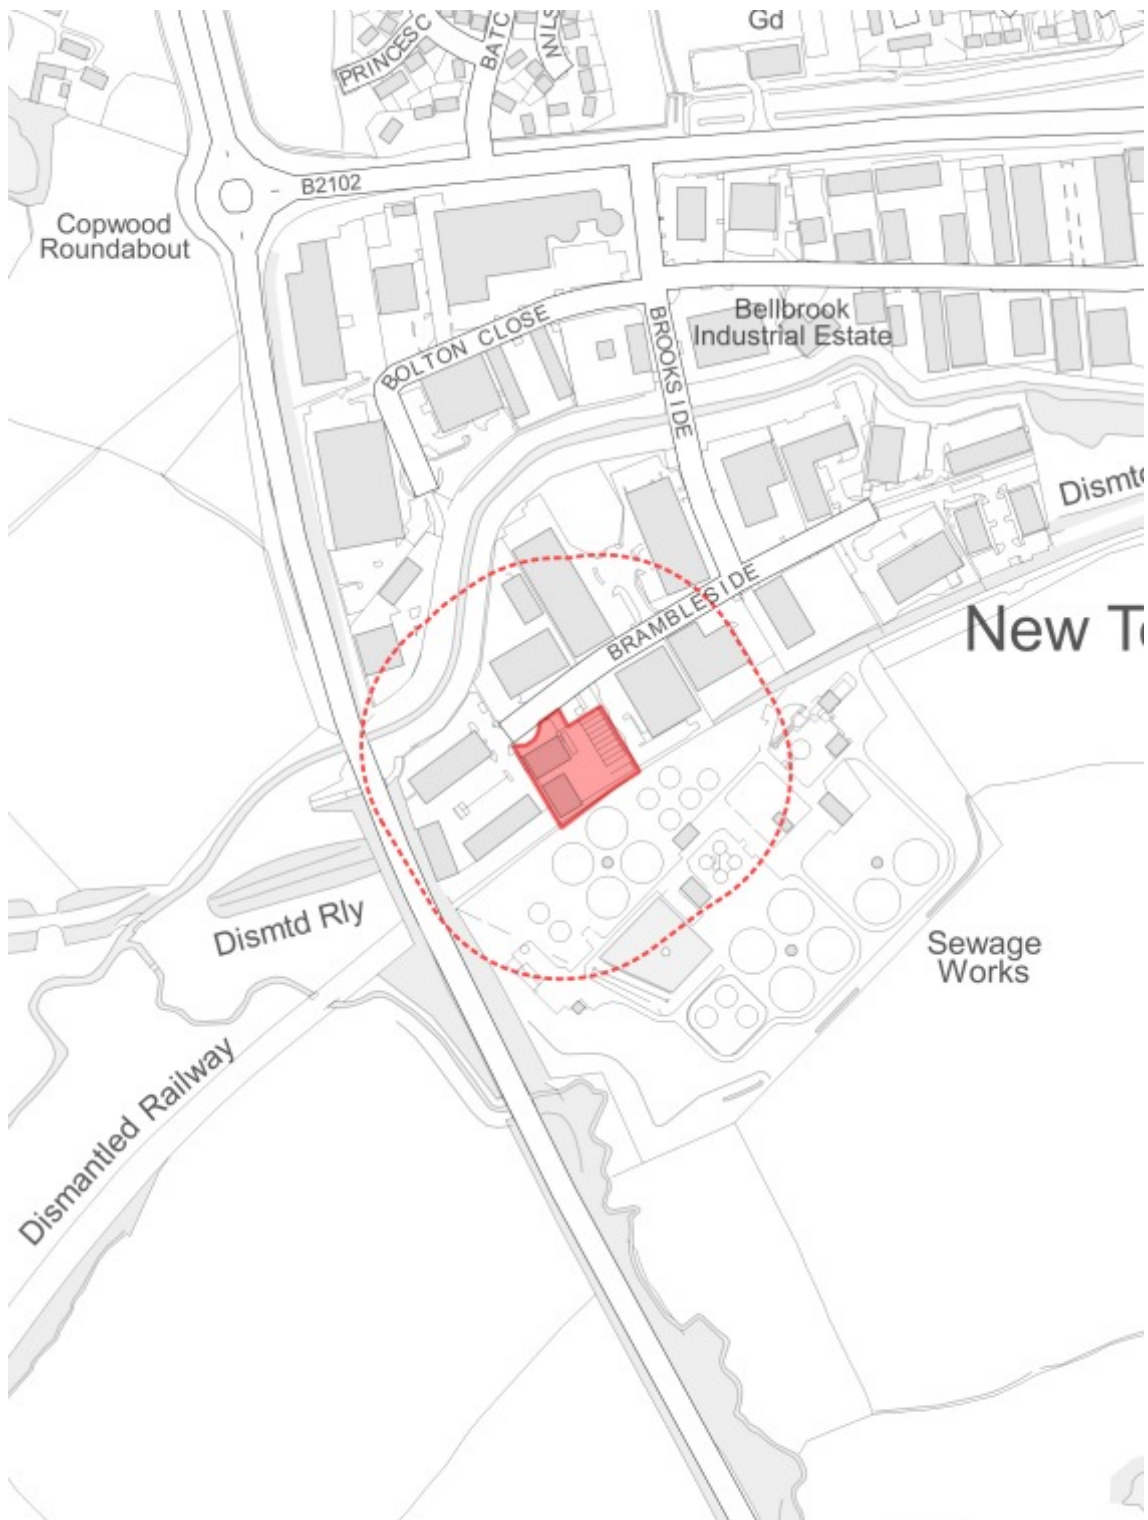 Gd
PRINCESC
BATC
B2102
Copwood
Roundabout
BOLTON CLOSE
BROOKSIDE
Bellbrook
Industrial Estate
Dismtd
BRAMBLESIDE
New To
Dismtd Rly
Sewage
Works
Dismantled Railway